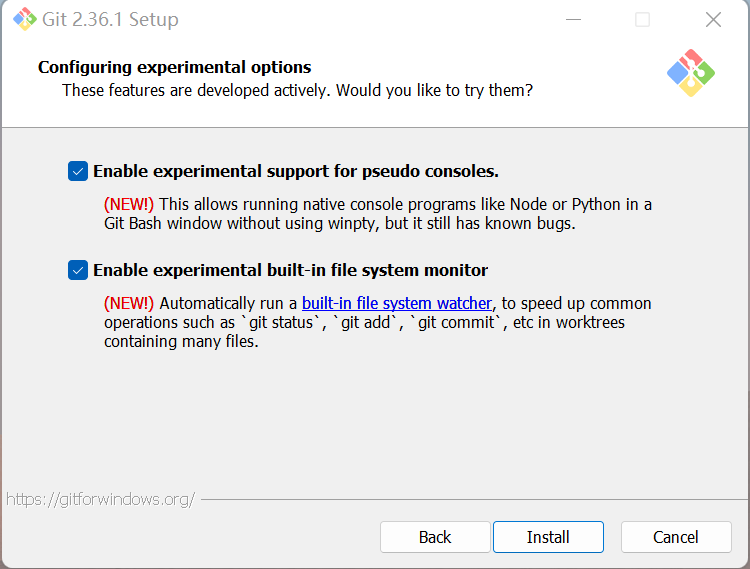 Git 2.36.1 Setup
Configuring experimental options
These features are developed actively. Would you like to try them?
Enable experimental support for pseudo consoles.
(NEW!) This allows running native console programs like Node or Python in a
Git Bash window without using winpty, but it still has known bugs.
Enable experimental built-in file system monitor
(NEW!) Automatically run a built-in file system watcher, to speed up common
operations such as `git status`, `git add`, `git commit`, etc in worktrees
containing many files.
https://gitforwindows.org/
Back
Install
Cancel